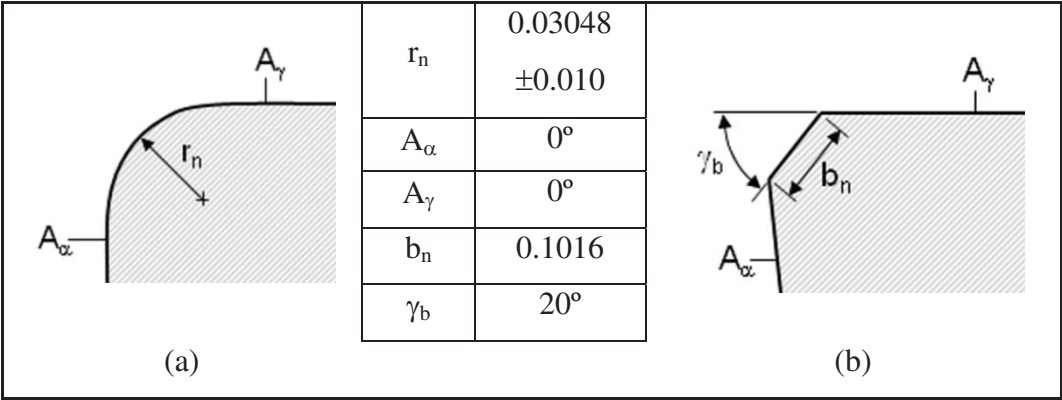 Aγ
rₙ
Aα
(a)
rₙ 0.03048
±0.010
Aα 0º
Aγ 0º
bₙ 0.1016
γb 20º
Aγ
γb
bₙ
Aα
(b)